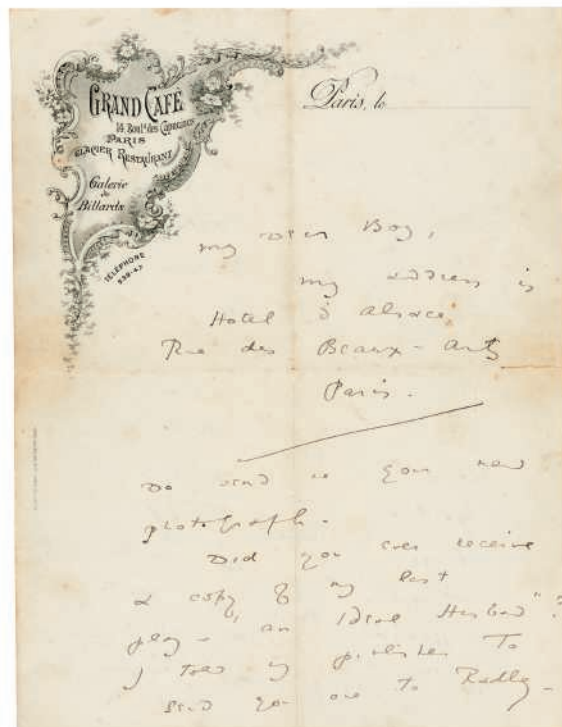 GRAND CAFÉ
14. Boul.d des Capucines
PARIS
GLACIER RESTAURANT
Galerie
de
Billards
TÉLÉPHONE
Paris, le
My dear Boy,
my address is
Hotel d'Alsace
Rue des Beaux-Arts
Paris.
Do send me your new
photograph.
Did you ever receive
a copy of my last
play - "An Ideal Husband"?
I told my publisher to
send you one to Radley -